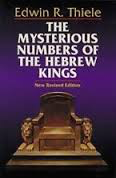 Edwin R. Thiele
THE
MYSTERIOUS
NUMBERS OF
THE HEBREW
KINGS
New Revised Edition